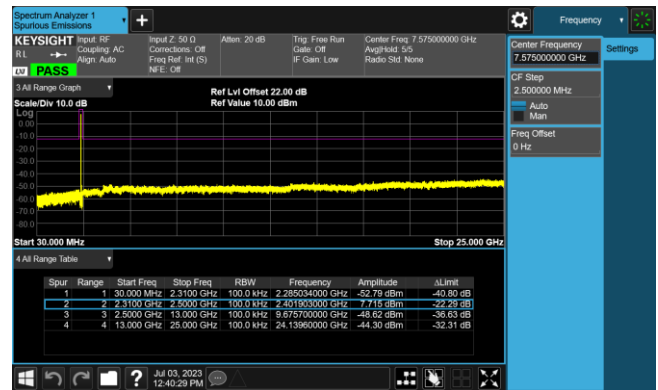 Spectrum Analyzer 1
Spurious Emissions
Frequency
KEYSIGHT Input: RF Input Z: 50 Ω Atten: 20 dB Trig: Free Run Center Freq: 7.575000000 GHz
RL Coupling: AC Corrections: Off Gate: Off Avg|Hold: 5/5
Align: Auto Freq Ref: Int (S) IF Gain: Low Radio Std: None
NFE: Off
PASS
3 All Range Graph
Ref Lvl Offset 22.00 dB
Scale/Div 10.0 dB Ref Value 10.00 dBm
Log
0.00
-10.0
-20.0
-30.0
-40.0
-50.0
-60.0
-70.0
-80.0
Start 30.000 MHz Stop 25.000 GHz
4 All Range Table
Spur Range Start Freq Stop Freq RBW Frequency Amplitude ΔLimit
1 1 30.000 MHz 2.3100 GHz 100.0 kHz 2.285034000 GHz -52.79 dBm -40.80 dB
2 2 2.3100 GHz 2.5000 GHz 100.0 kHz 2.401903000 GHz 7.715 dBm -22.29 dB
3 3 2.5000 GHz 13.000 GHz 100.0 kHz 9.675700000 GHz -48.62 dBm -36.63 dB
4 4 13.000 GHz 25.000 GHz 100.0 kHz 24.13960000 GHz -44.30 dBm -32.31 dB
Jul 03, 2023
12:40:29 PM
Center Frequency
7.575000000 GHz
Settings
CF Step
2.500000 MHz
Auto
Man
Freq Offset
0 Hz